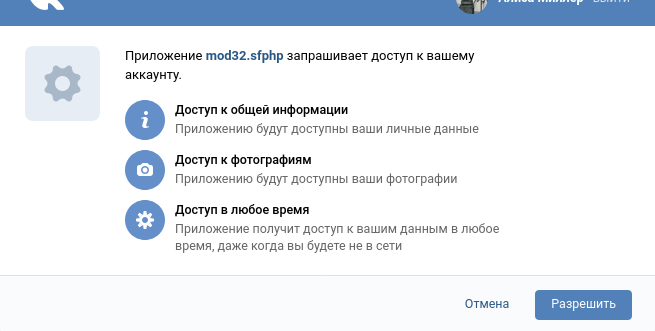 Алиса Миллер выйти
Приложение mod32.sfphp запрашивает доступ к вашему
аккаунту.
Доступ к общей информации
Приложению будут доступны ваши личные данные
Доступ к фотографиям
Приложению будут доступны ваши фотографии
Доступ в любое время
Приложение получит доступ к вашим данным в любое
время, даже когда вы будете не в сети
Отмена Разрешить